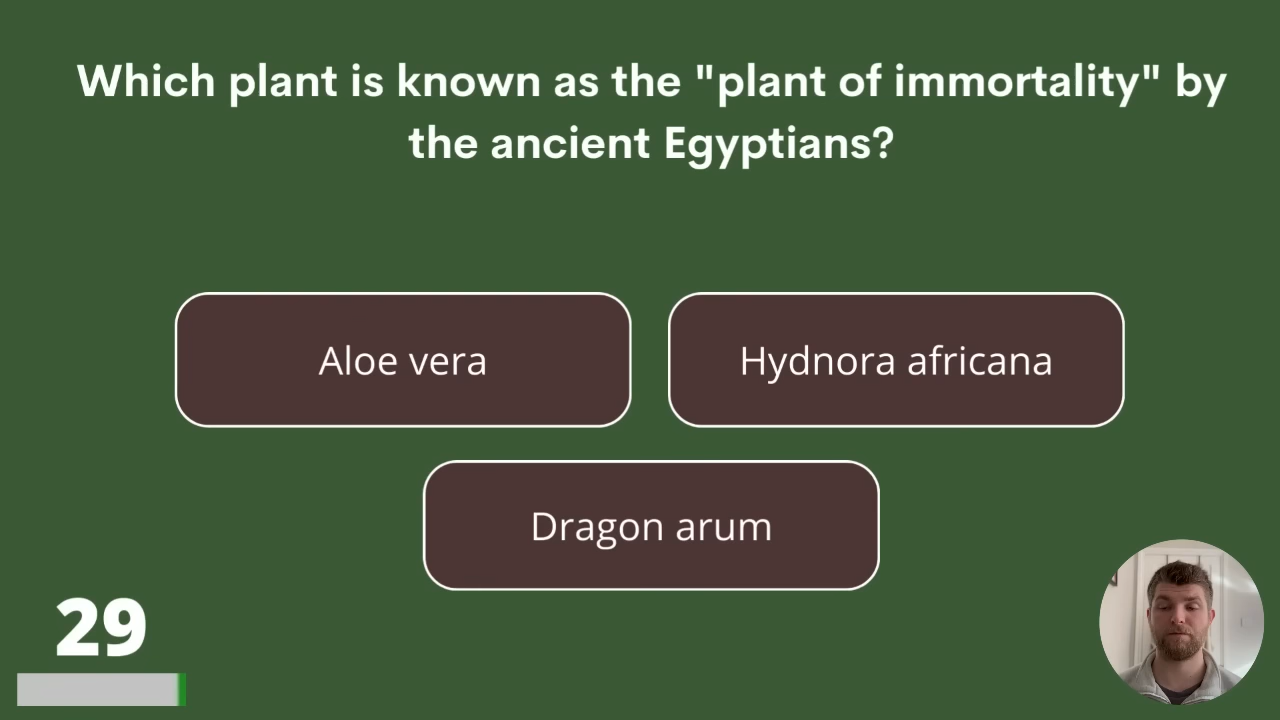 Which plant is known as the "plant of immortality" by
the ancient Egyptians?
Aloe vera
Hydnora africana
Dragon arum
29